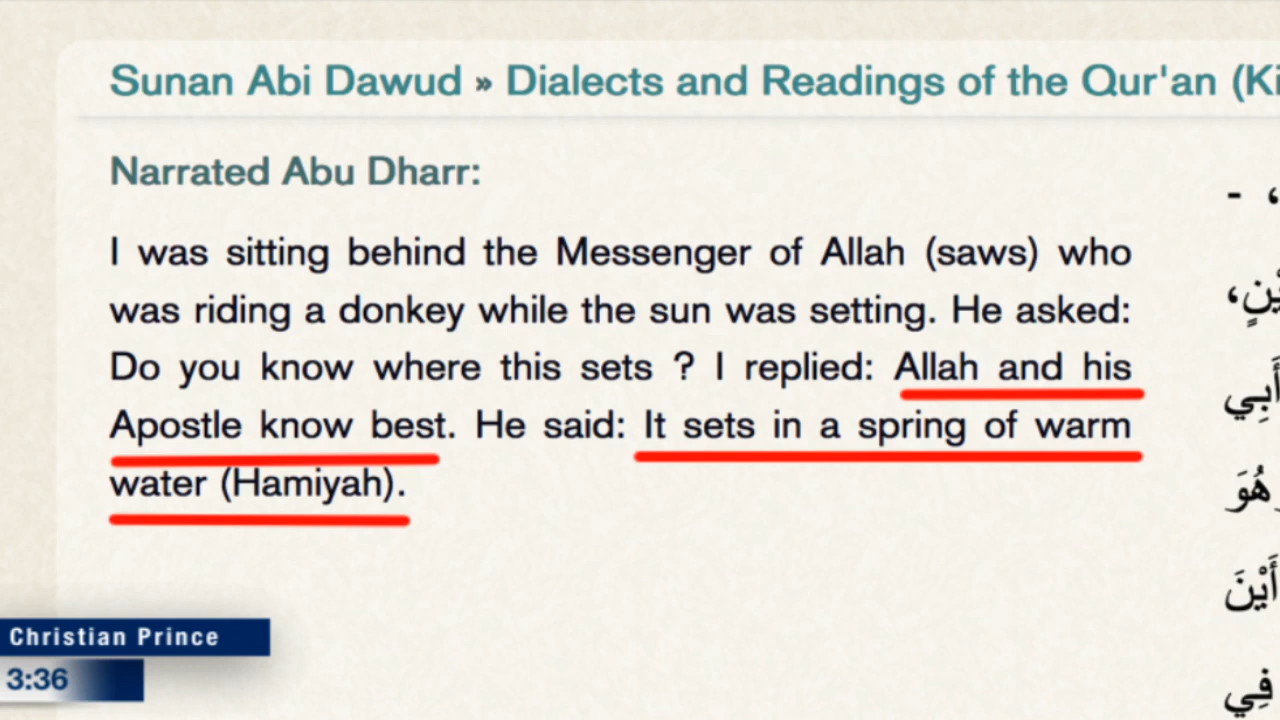 Sunan Abi Dawud » Dialects and Readings of the Qur'an (Ki
Narrated Abu Dharr:
I was sitting behind the Messenger of Allah (saws) who
was riding a donkey while the sun was setting. He asked:
Do you know where this sets ? I replied: Allah and his
Apostle know best. He said: It sets in a spring of warm
water (Hamiyah).
أَبِي
هُوَ
أَيْنَ
فِي
Christian Prince
3:36